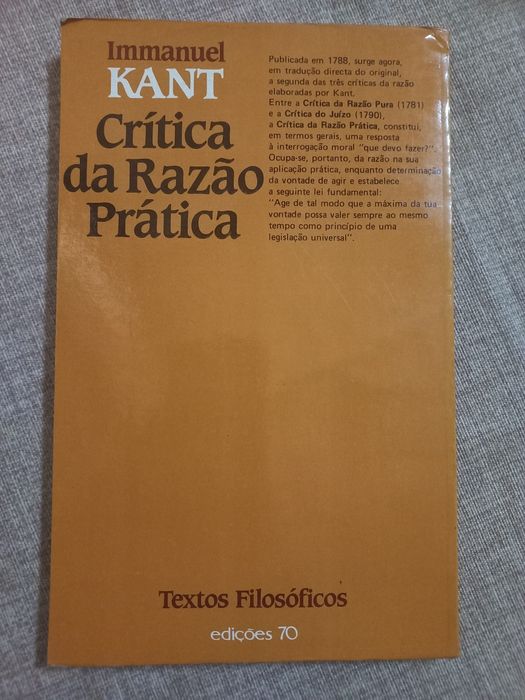 Immanuel
KANT
Crítica
da Razão
Prática
Publicada em 1788, surge agora,
em tradução directa do original,
a segunda das três críticas da razão
elaboradas por Kant.
Entre a Crítica da Razão Pura (1781)
e a Crítica do Juízo (1790),
a Crítica da Razão Prática, constitui,
em termos gerais, uma resposta
à interrogação moral "que devo fazer?".
Ocupa-se, portanto, da razão na sua
aplicação prática, enquanto determinação
da vontade de agir e estabelece
a seguinte lei fundamental:
"Age de tal modo que a máxima da tua
vontade possa valer sempre ao mesmo
tempo como princípio de uma
legislação universal".
Textos Filosóficos
edições 70